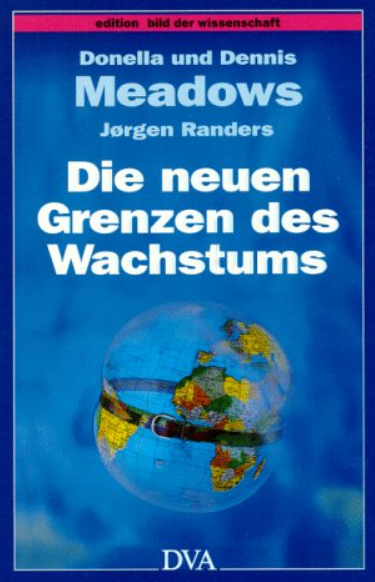 edition bild der wissenschaft
Donella und Dennis
Meadows
Jørgen Randers
Die neuen
Grenzen des
Wachstums
DVA